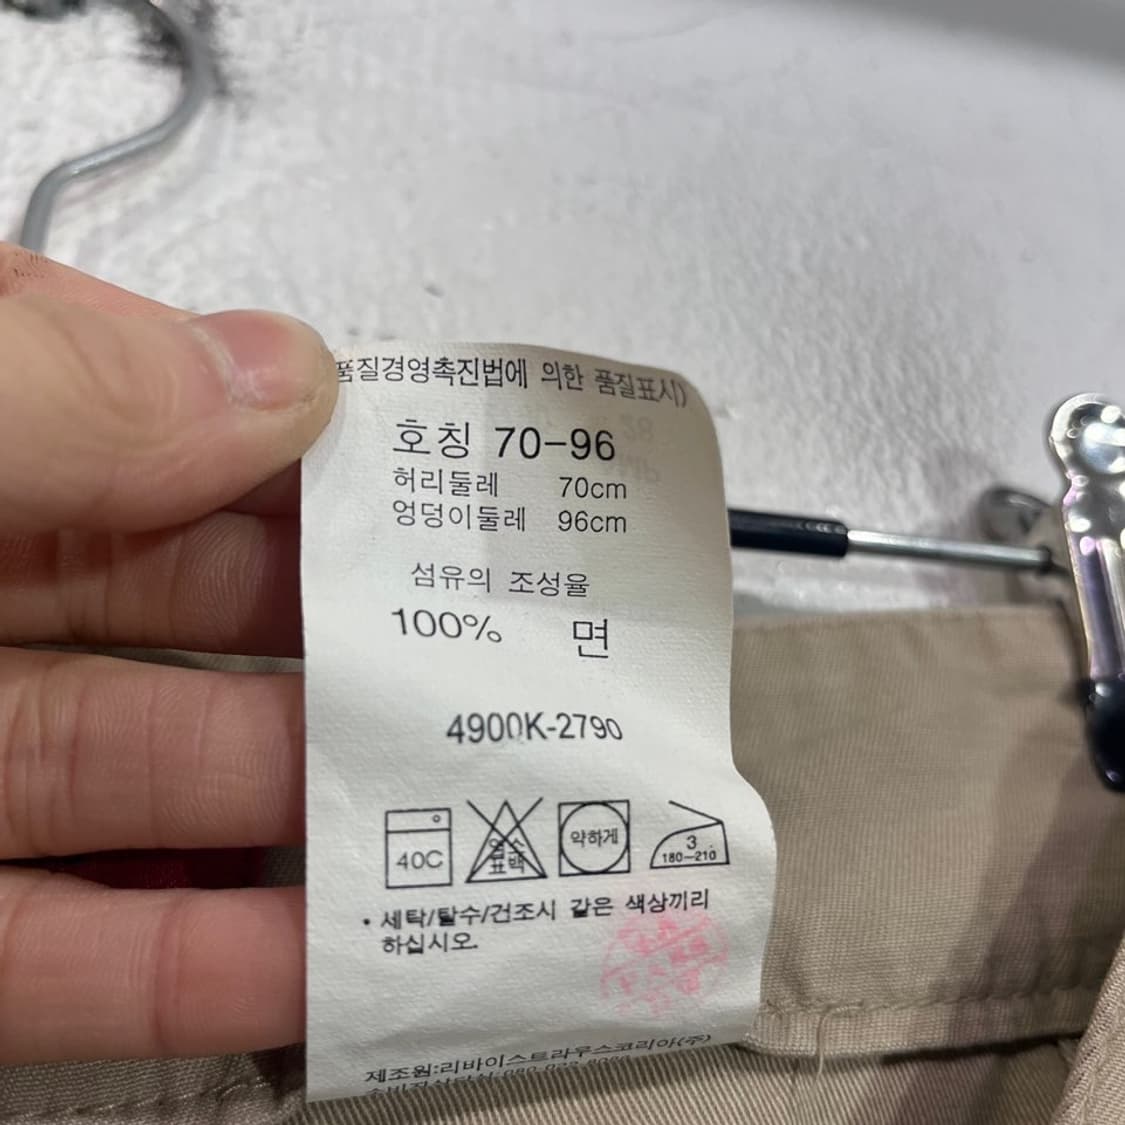 품질경영촉진법에 의한 품질표시)
호칭 70-96
허리둘레 70cm
엉덩이둘레 96cm
섬유의 조성율
100% 면
4900K-2790
40C
염소
표백
약하게
3
180-210
• 세탁/탈수/건조시 같은 색상끼리
하십시오.
제조원:리바이스트라우스코리아(주)